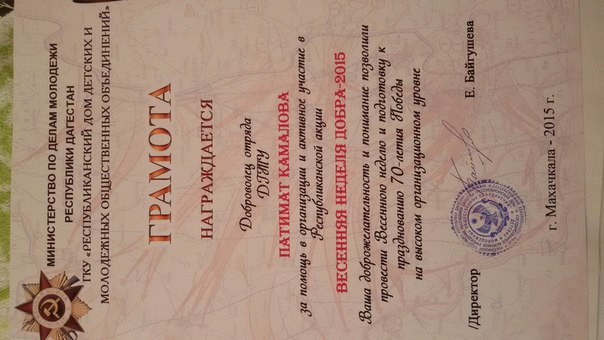 МИНИСТЕРСТВО ПО ДЕЛАМ МОЛОДЕЖИ
РЕСПУБЛИКИ ДАГЕСТАН
ГКУ «РЕСПУБЛИКАНСКИЙ ДОМ ДЕТСКИХ И
МОЛОДЕЖНЫХ ОБЩЕСТВЕННЫХ ОБЪЕДИНЕНИЙ»
ГРАМОТА
НАГРАЖДАЕТСЯ
Доброволец отряда
ДГЯТУ
ПАТИМАТ КАМАЛОВА
за помощь в организации и активное участие в
Республиканской акции
ВЕСЕННЯЯ НЕДЕЛЯ ДОБРА-2015
Ваша доброжелательность и понимание позволили
провести Весеннюю неделю и подготовку к
празднованию 70-летия Победы
на высоком организационном уровне
/Директор Е. Байгушева
г. Махачкала - 2015 г.